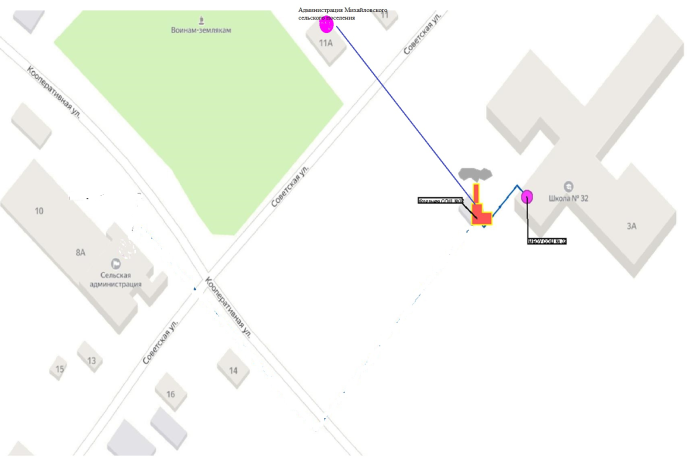 Администрация Михайловского
сельского поселения
11
Советская ул.
11А
Воинам-землякам
Кооперативная ул.
Советская ул.
Школа № 32
3А
10
8А
Сельская
администрация
Кооперативная ул.
Советская ул.
13
15
14
16